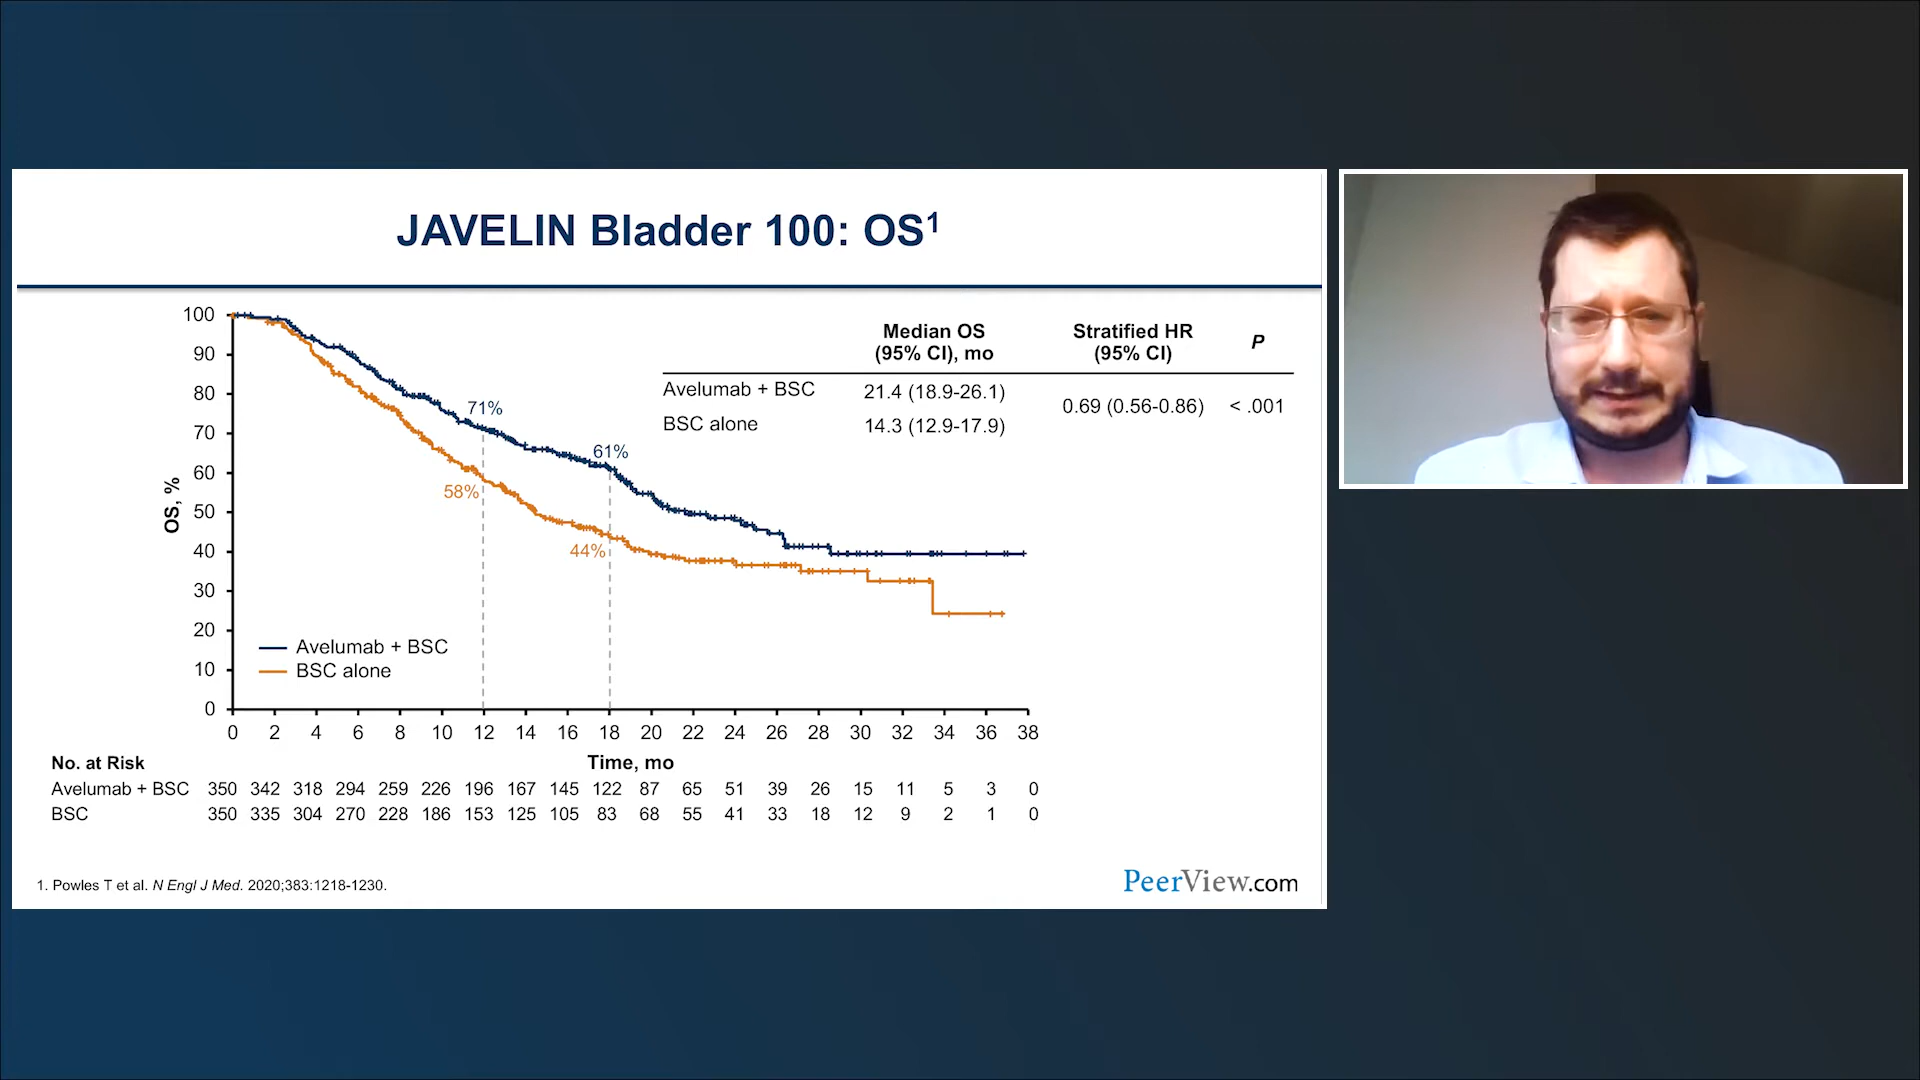 JAVELIN Bladder 100: OS1
Median OS (95% CI), mo
Stratified HR (95% CI)
P
Avelumab + BSC 21.4 (18.9-26.1)
BSC alone 14.3 (12.9-17.9)
0.69 (0.56-0.86) < .001
OS, %
100
90
80
70
60
50
40
30
20
10
0
71%
61%
58%
44%
Avelumab + BSC
BSC alone
0 2 4 6 8 10 12 14 16 18 20 22 24 26 28 30 32 34 36 38
Time, mo
No. at Risk
Avelumab + BSC 350 342 318 294 259 226 196 167 145 122 87 65 51 39 26 15 11 5 3 0
BSC 350 335 304 270 228 186 153 125 105 83 68 55 41 33 18 12 9 2 1 0
1. Powles T et al. N Engl J Med. 2020;383:1218-1230.
PeerView.com